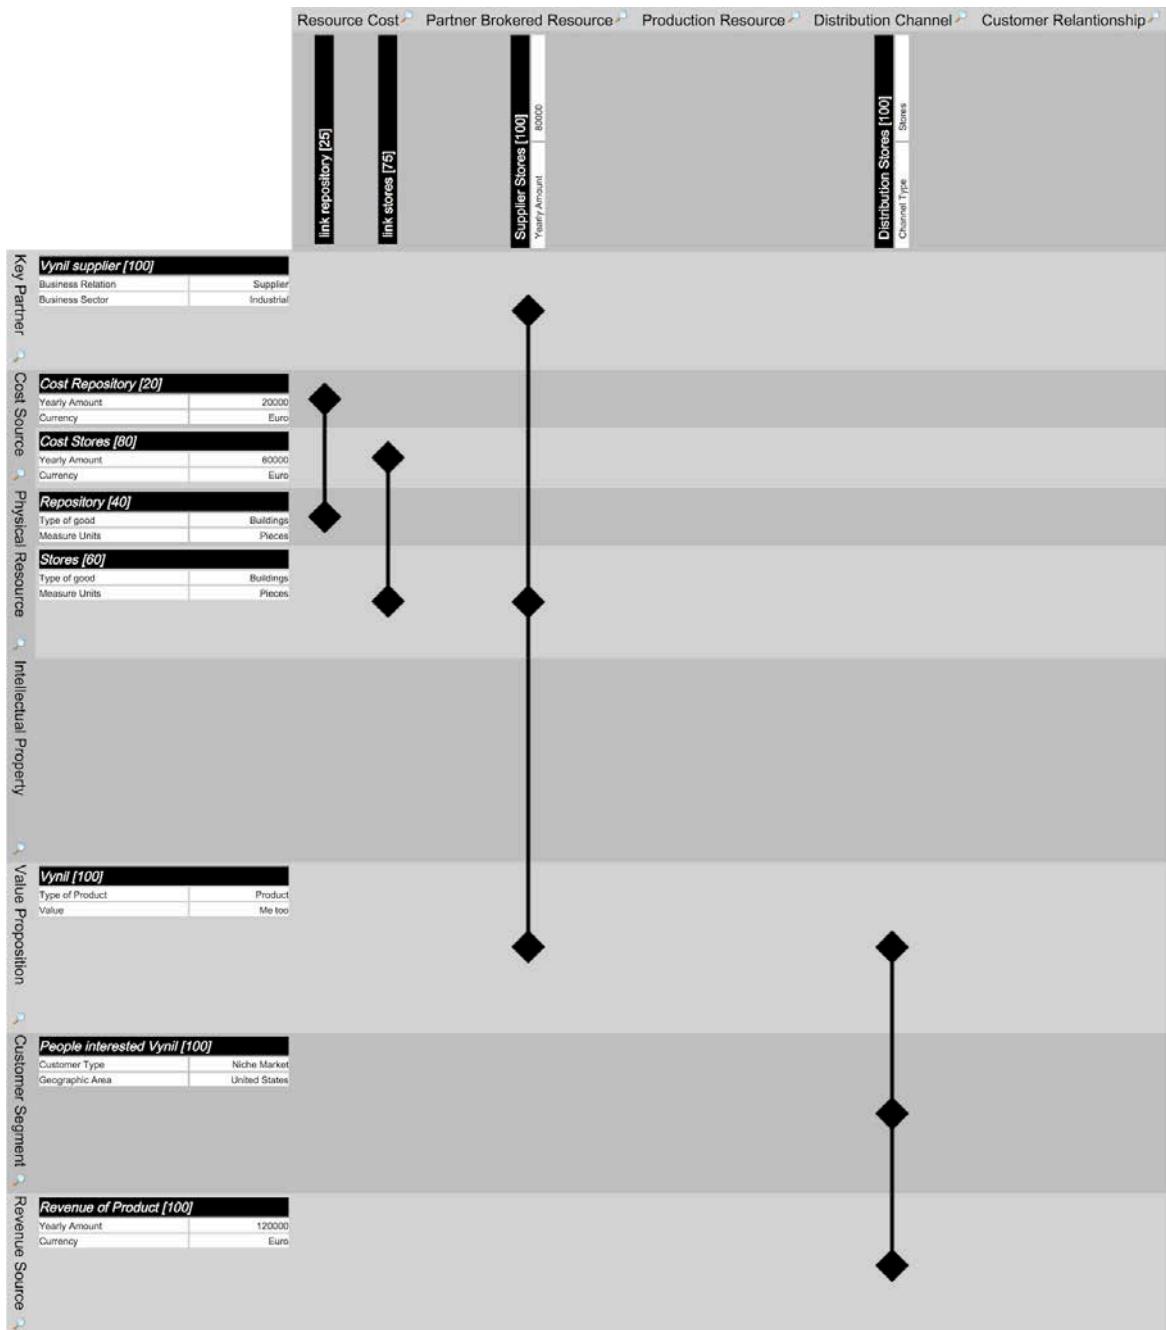 Resource Cost Partner Brokered Resource Production Resource Distribution Channel Customer Relantionship
link repository [25]
link stores [75]
Supplier Stores [100]
Yearly Amount 80000
Distribution Stores [100]
Channel Type Stores
Key Partner
Vynil supplier [100]
Business Relation Supplier
Business Sector Industrial
Cost Source
Cost Repository [20]
Yearly Amount 20000
Currency Euro
Cost Stores [80]
Yearly Amount 60000
Currency Euro
Physical Resource
Repository [40]
Type of good Buildings
Measure Units Pieces
Stores [60]
Type of good Buildings
Measure Units Pieces
Intellectual Property
Value Proposition
Vynil [100]
Type of Product Product
Value Me too
Customer Segment
People interested Vynil [100]
Customer Type Niche Market
Geographic Area United States
Revenue Source
Revenue of Product [100]
Yearly Amount 120000
Currency Euro